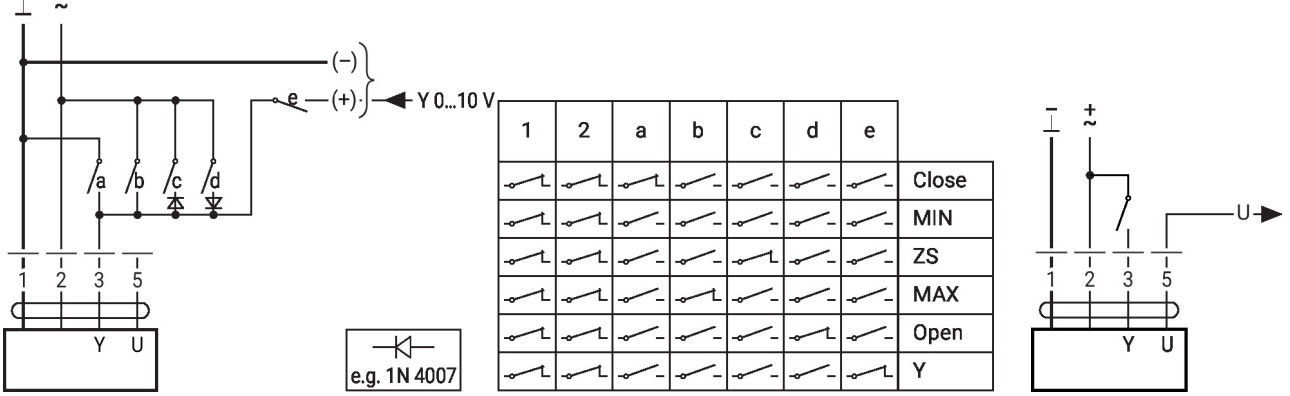 ⊥ ~
(–)
e (+) Y 0...10 V
a b c d
1 2 3 5
Y U
e.g. 1N 4007
1 2 a b c d e
Close
MIN
ZS
MAX
Open
Y
– +
⊥ ~
U
1 2 3 5
Y U